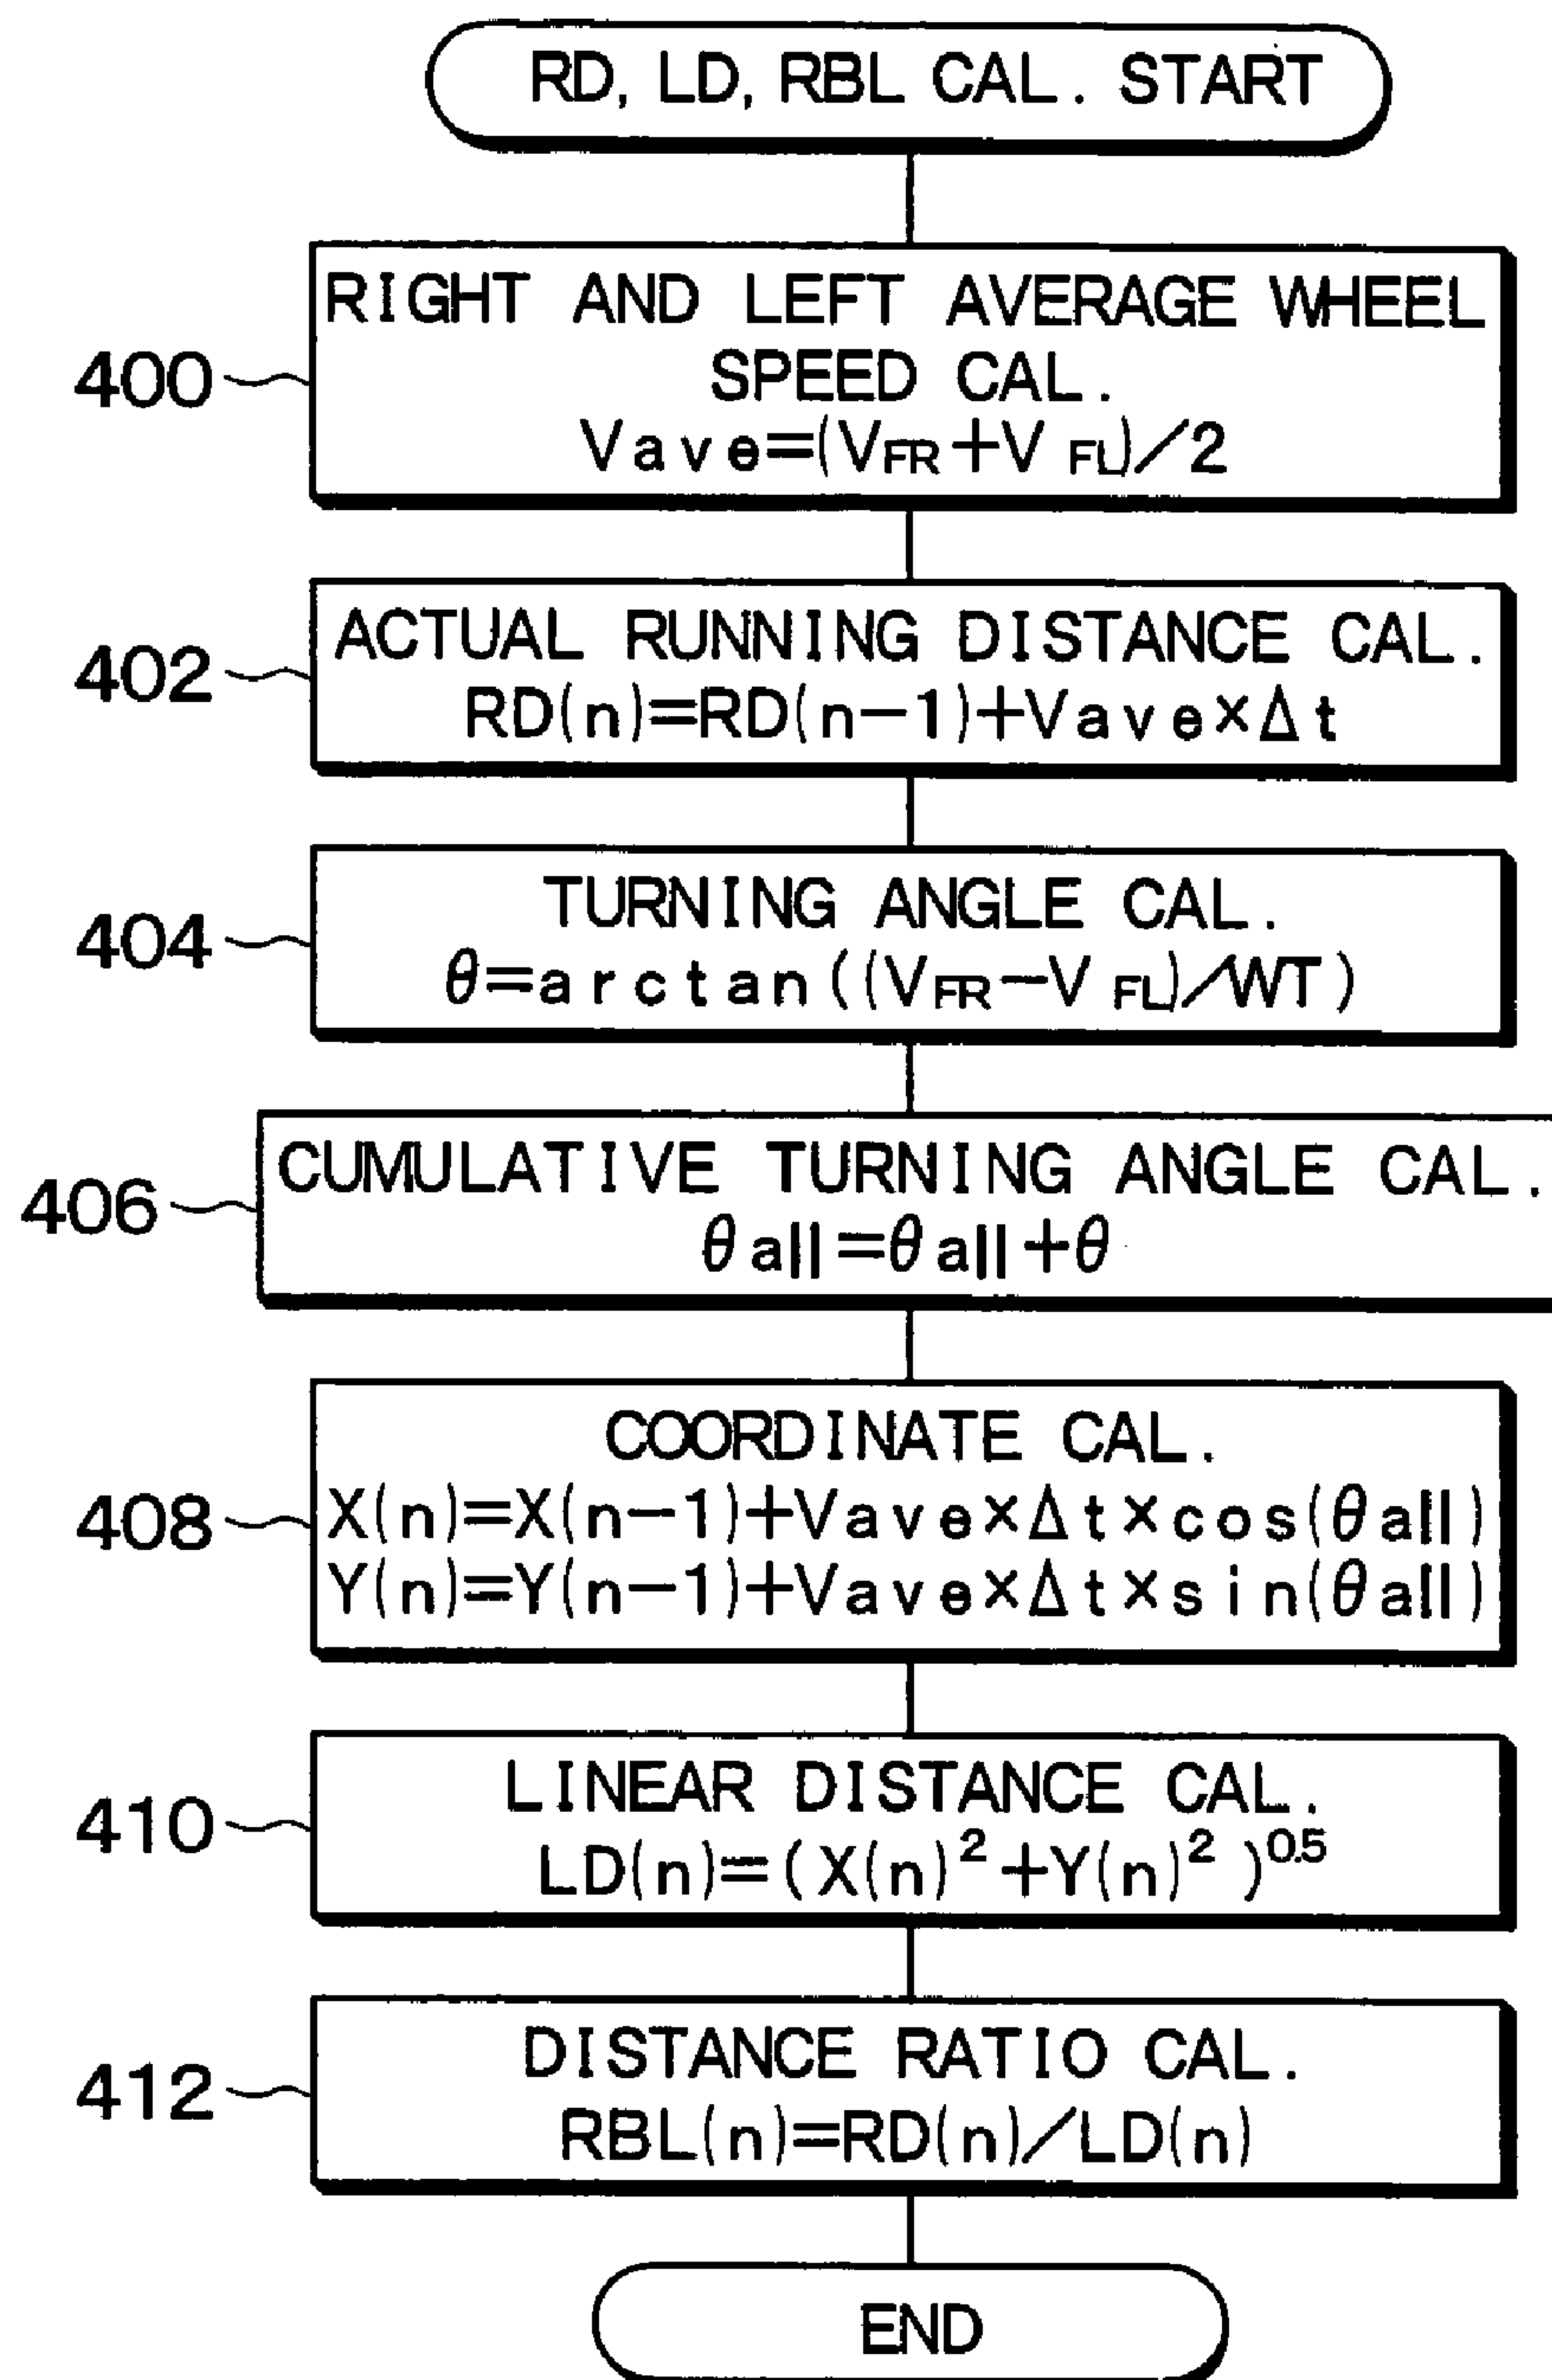 RD, LD, RBL CAL. START
RIGHT AND LEFT AVERAGE WHEEL
SPEED CAL.
400
Vave=(VFR+VFL)/2
ACTUAL RUNNING DISTANCE CAL.
402
RD(n)=RD(n-1)+Vave×Δt
TURNING ANGLE CAL.
404
θ=arctan((VFR-VFL)/WT)
CUMULATIVE TURNING ANGLE CAL.
406
θall=θall+θ
COORDINATE CAL.
408
X(n)=X(n-1)+Vave×Δt×cos(θall)
Y(n)=Y(n-1)+Vave×Δt×sin(θall)
LINEAR DISTANCE CAL.
410
LD(n)=(X(n)²+Y(n)²)^0.5
DISTANCE RATIO CAL.
412
RBL(n)=RD(n)/LD(n)
END